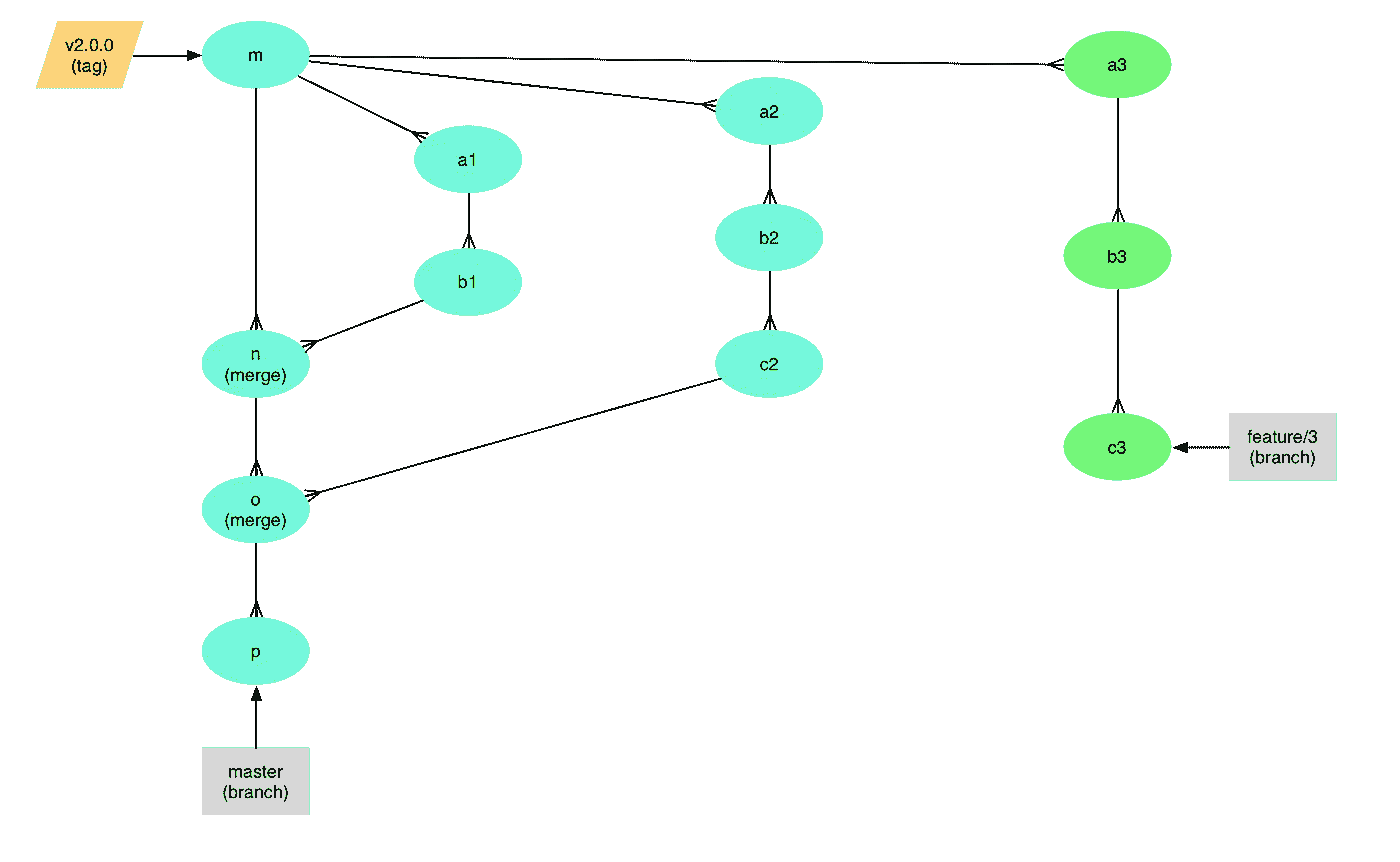 v2.0.0
(tag)
m
a3
a2
a1
b2
b3
b1
n
(merge)
c2
c3
feature/3
(branch)
o
(merge)
p
master
(branch)